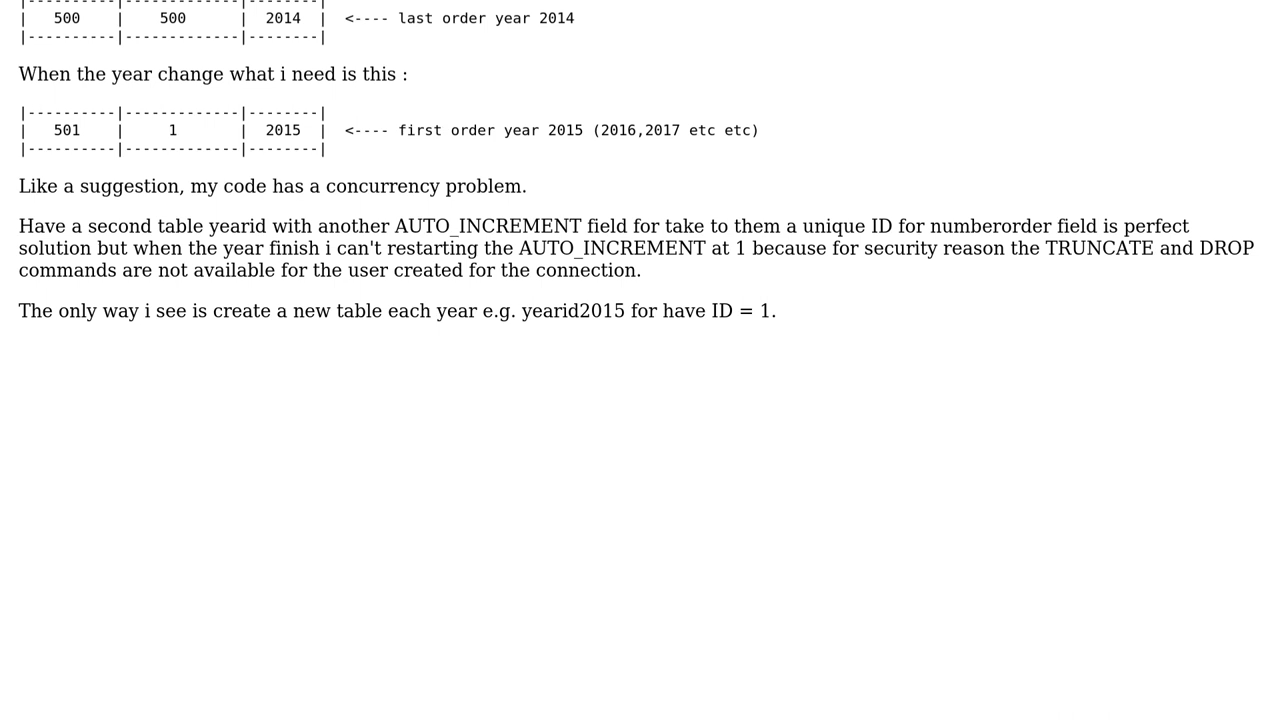 |----------|-------------|--------|
|   500    |    500      |  2014  |  <---- last order year 2014
|----------|-------------|--------|
When the year change what i need is this :
|----------|-------------|--------|
|   501    |     1       |  2015  |  <---- first order year 2015 (2016,2017 etc etc)
|----------|-------------|--------|
Like a suggestion, my code has a concurrency problem.
Have a second table yearid with another AUTO_INCREMENT field for take to them a unique ID for numberorder field is perfect
solution but when the year finish i can't restarting the AUTO_INCREMENT at 1 because for security reason the TRUNCATE and DROP
commands are not available for the user created for the connection.
The only way i see is create a new table each year e.g. yearid2015 for have ID = 1.